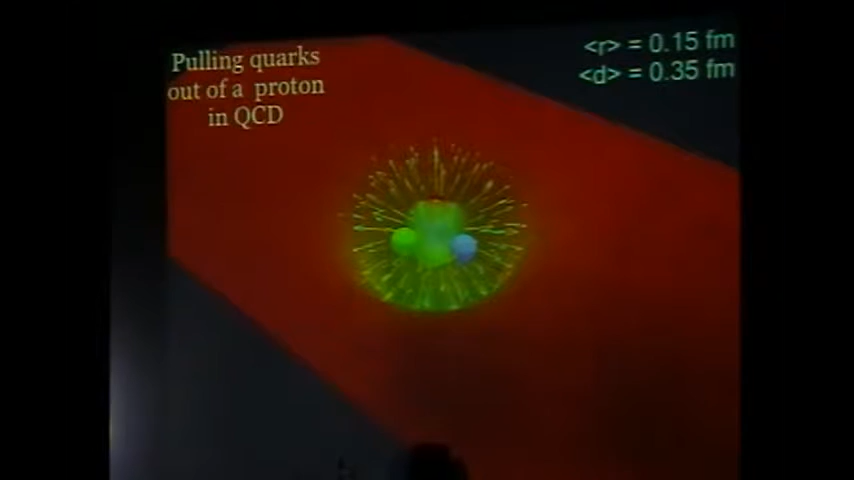 Pulling quarks
out of a proton
in QCD
<r> = 0.15 fm
<d> = 0.35 fm